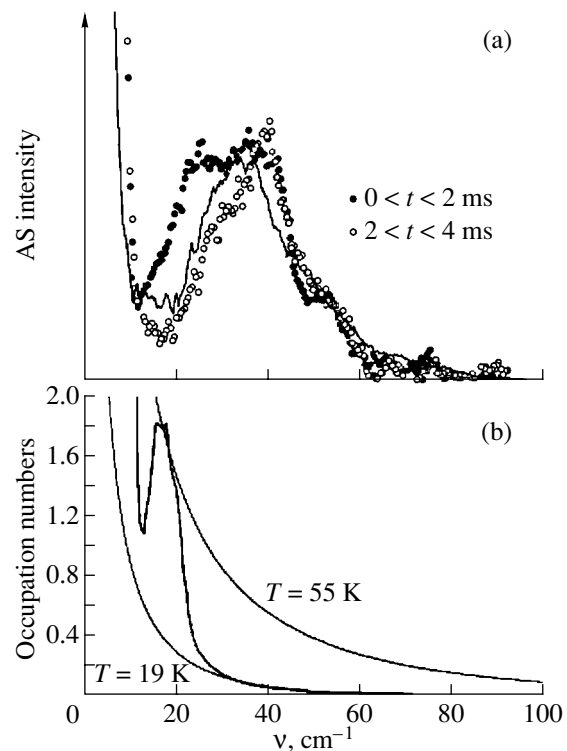 (a)
AS intensity
• 0 < t < 2 ms
○ 2 < t < 4 ms
(b)
Occupation numbers
2.0
1.6
1.2
0.8
0.4
T = 55 K
T = 19 K
0 20 40 60 80 100
ν, cm⁻¹